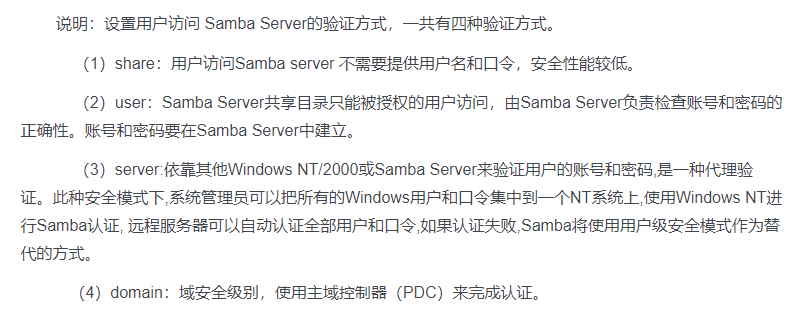 说明：设置用户访问 Samba Server的验证方式，一共有四种验证方式。
（1）share：用户访问Samba server 不需要提供用户名和口令，安全性能较低。
（2）user：Samba Server共享目录只能被授权的用户访问，由Samba Server负责检查账号和密码的
正确性。账号和密码要在Samba Server中建立。
（3）server:依靠其他Windows NT/2000或Samba Server来验证用户的账号和密码,是一种代理验
证。此种安全模式下,系统管理员可以把所有的Windows用户和口令集中到一个NT系统上,使用Windows NT进
行Samba认证, 远程服务器可以自动认证全部用户和口令,如果认证失败,Samba将使用用户级安全模式作为替
代的方式。
（4）domain：域安全级别，使用主域控制器（PDC）来完成认证。